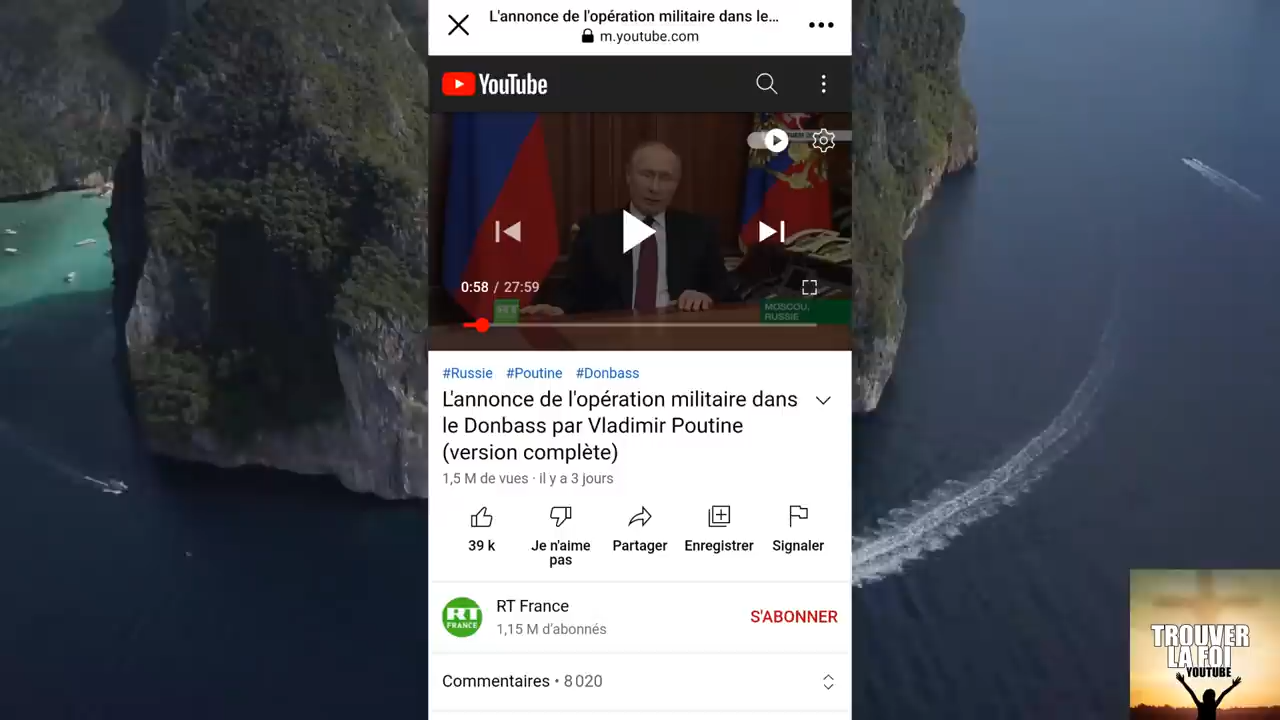 L'annonce de l'opération militaire dans le...
m.youtube.com
YouTube
0:58 / 27:59
RT
MOSCOU,
RUSSIE
#Russie #Poutine #Donbass
L'annonce de l'opération militaire dans
le Donbass par Vladimir Poutine
(version complète)
1,5 M de vues · il y a 3 jours
39 k
Je n'aime
pas
Partager
Enregistrer
Signaler
RT
FRANCE
RT France
1,15 M d'abonnés
S'ABONNER
Commentaires • 8 020
TROUVER
LA FOI
YOUTUBE